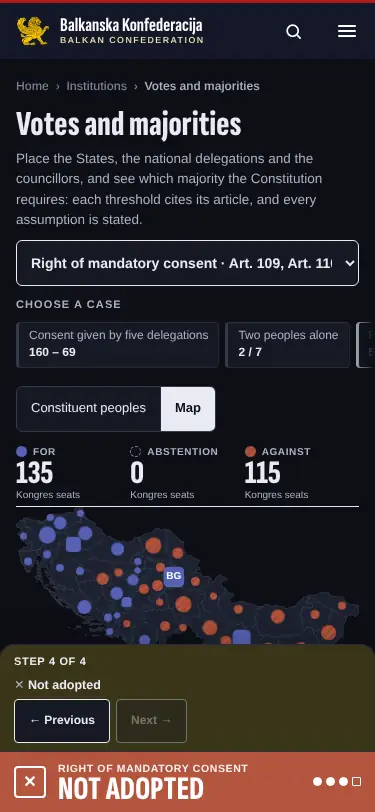 Balkanska Konfederacija
BALKAN CONFEDERATION
Home › Institutions › Votes and majorities
Votes and majorities
Place the States, the national delegations and the
councillors, and see which majority the Constitution
requires: each threshold cites its article, and every
assumption is stated.
Right of mandatory consent · Art. 109, Art. 110
CHOOSE A CASE
Consent given by five delegations
160 – 69
Two peoples alone
2 / 7
Constituent peoples
Map
FOR
135
Kongres seats
ABSTENTION
0
Kongres seats
AGAINST
115
Kongres seats
BG
STEP 4 OF 4
✕ Not adopted
← Previous
Next →
RIGHT OF MANDATORY CONSENT
NOT ADOPTED